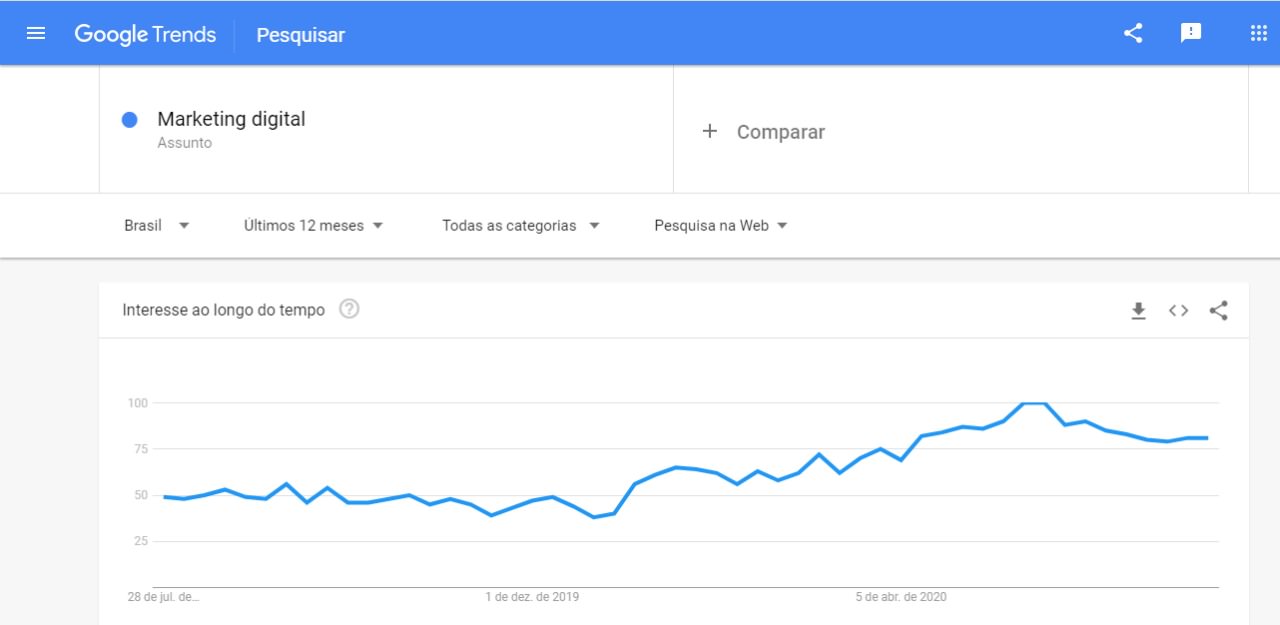 Google Trends Pesquisar
Marketing digital
Assunto
+ Comparar
Brasil Últimos 12 meses Todas as categorias Pesquisa na Web
Interesse ao longo do tempo ?
100
75
50
25
28 de jul. de... 1 de dez. de 2019 5 de abr. de 2020